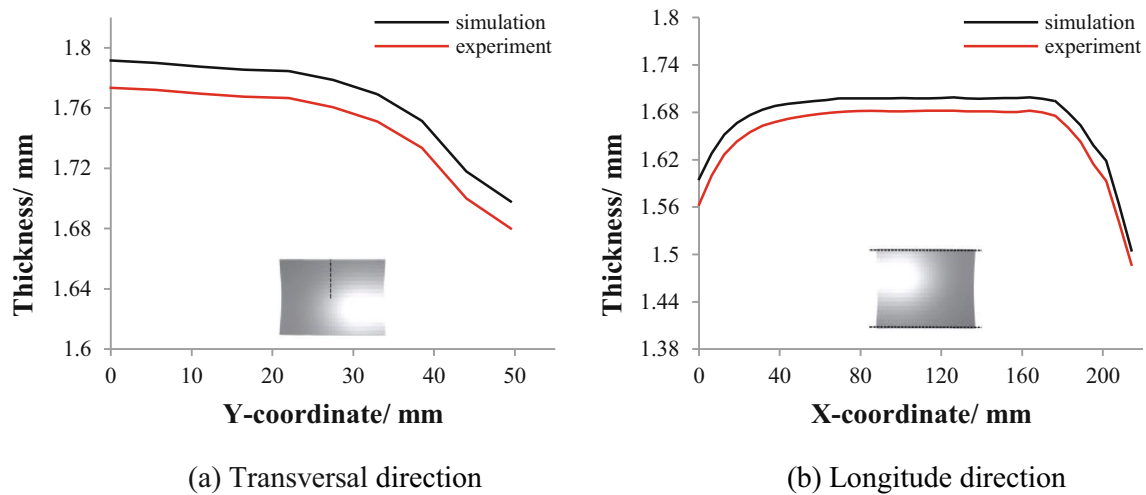 simulation
experiment
1.8
1.76
1.72
1.68
1.64
1.6
Thickness/ mm
0 10 20 30 40 50
Y-coordinate/ mm
(a) Transversal direction
simulation
experiment
1.8
1.74
1.68
1.62
1.56
1.5
1.44
1.38
Thickness/ mm
0 40 80 120 160 200
X-coordinate/ mm
(b) Longitude direction